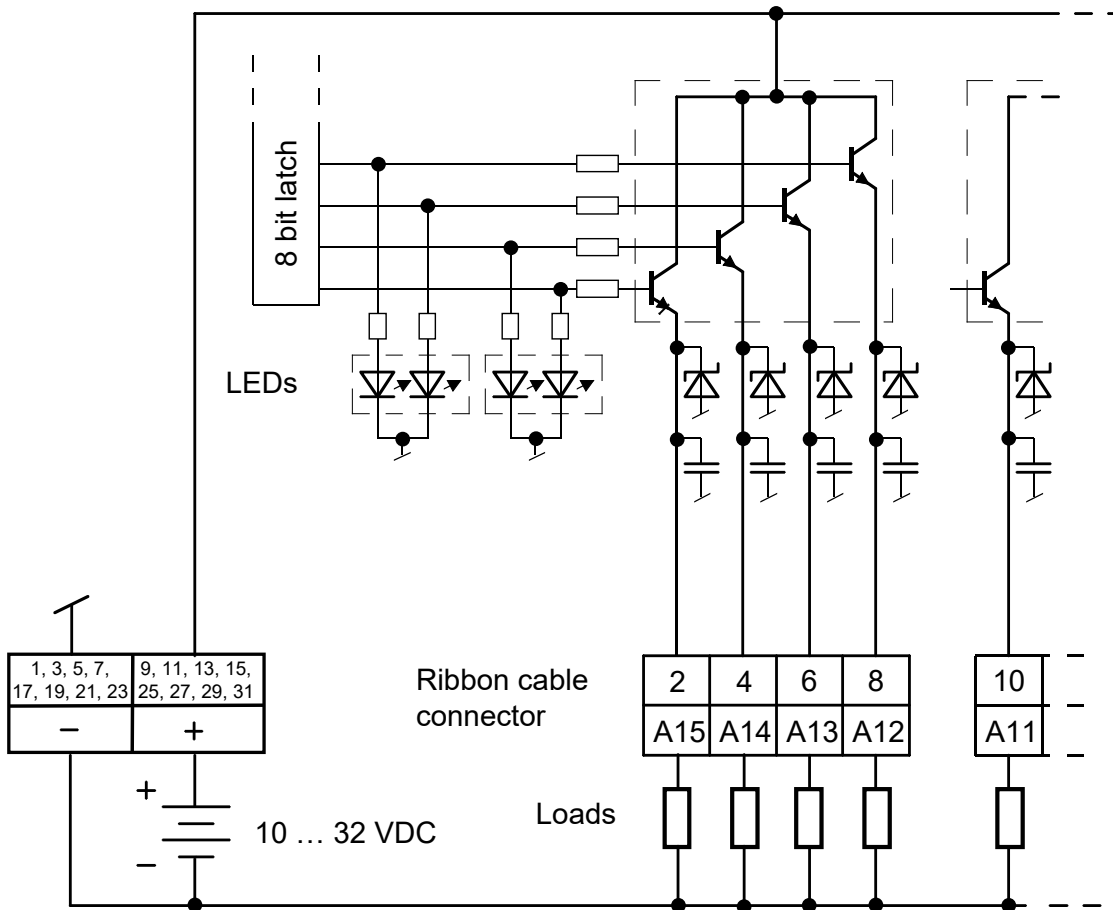 8 bit latch
LEDs
1, 3, 5, 7,
17, 19, 21, 23
9, 11, 13, 15,
25, 27, 29, 31
−
+
Ribbon cable
connector
2
4
6
8
10
A15
A14
A13
A12
A11
+
−
10 … 32 VDC
Loads